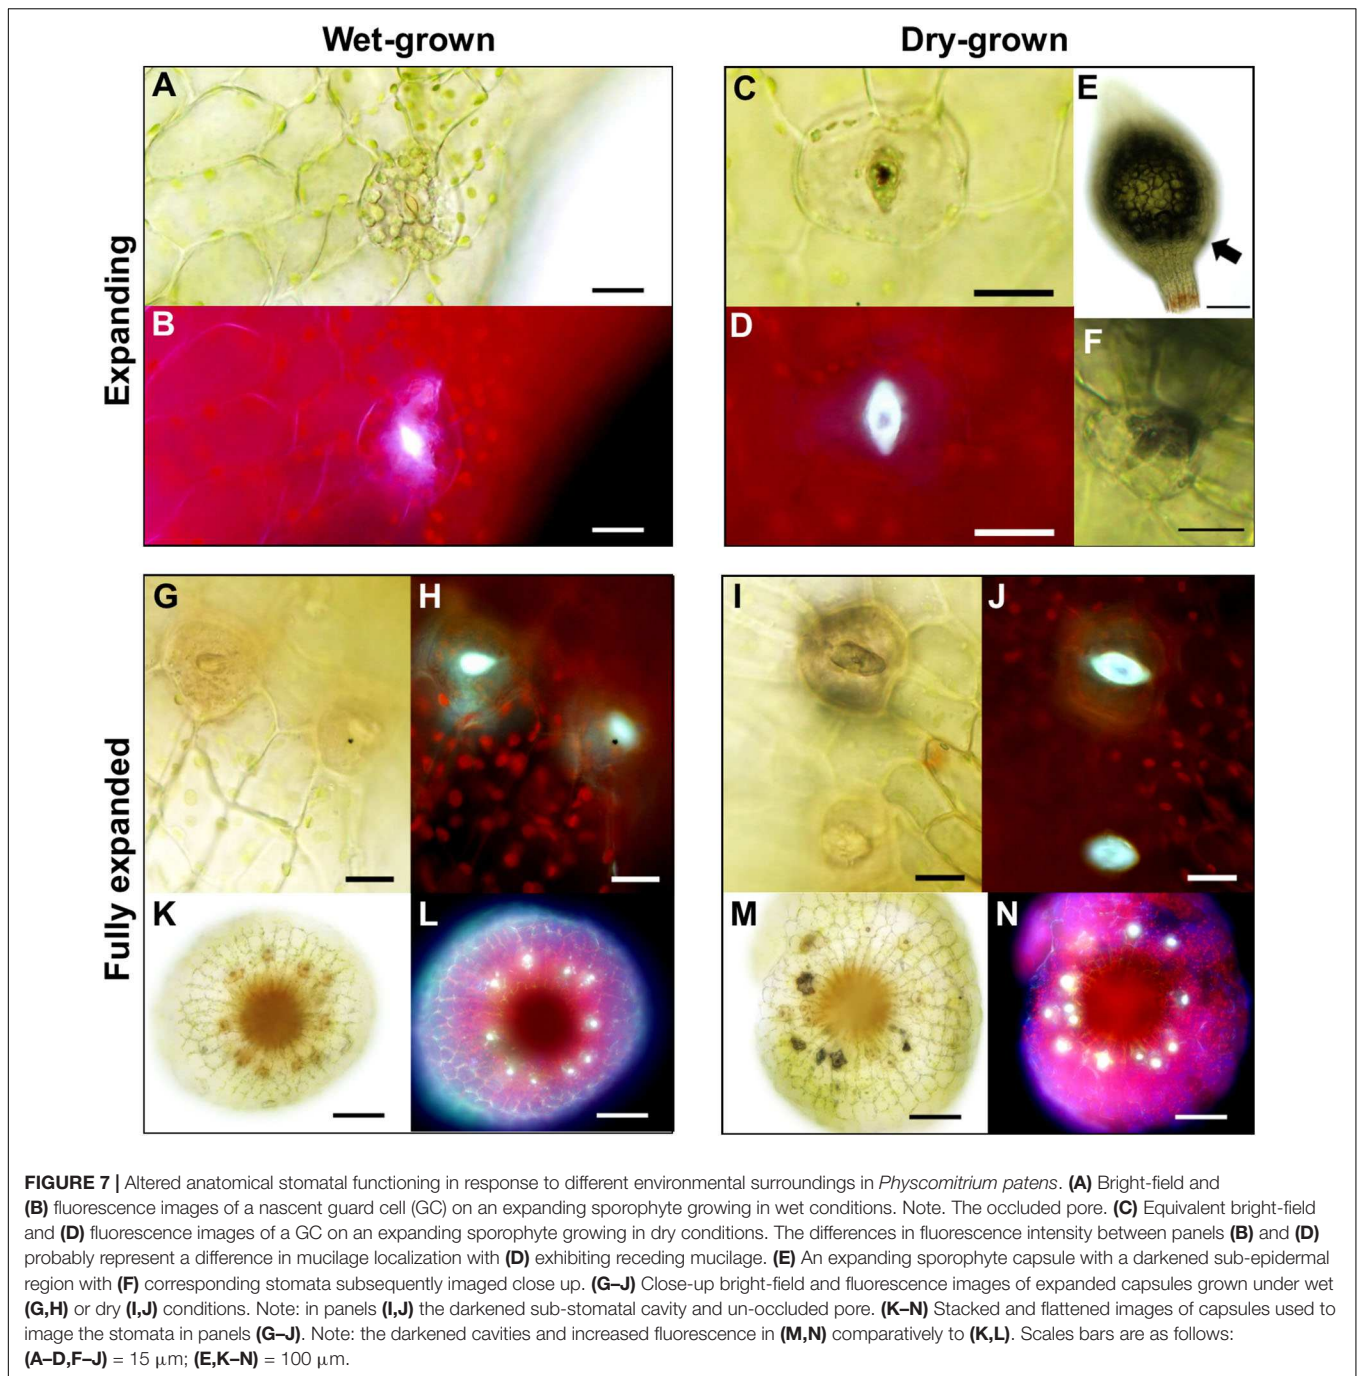 Wet-grown
Dry-grown
Expanding
A
B
C
D
E
F
Fully expanded
G
H
I
J
K
L
M
N
FIGURE 7 | Altered anatomical stomatal functioning in response to different environmental surroundings in Physcomitrium patens. (A) Bright-field and
(B) fluorescence images of a nascent guard cell (GC) on an expanding sporophyte growing in wet conditions. Note. The occluded pore. (C) Equivalent bright-field
and (D) fluorescence images of a GC on an expanding sporophyte growing in dry conditions. The differences in fluorescence intensity between panels (B) and (D)
probably represent a difference in mucilage localization with (D) exhibiting receding mucilage. (E) An expanding sporophyte capsule with a darkened sub-epidermal
region with (F) corresponding stomata subsequently imaged close up. (G–J) Close-up bright-field and fluorescence images of expanded capsules grown under wet
(G,H) or dry (I,J) conditions. Note: in panels (I,J) the darkened sub-stomatal cavity and un-occluded pore. (K–N) Stacked and flattened images of capsules used to
image the stomata in panels (G–J). Note: the darkened cavities and increased fluorescence in (M,N) comparatively to (K,L). Scales bars are as follows:
(A–D,F–J) = 15 μm; (E,K–N) = 100 μm.